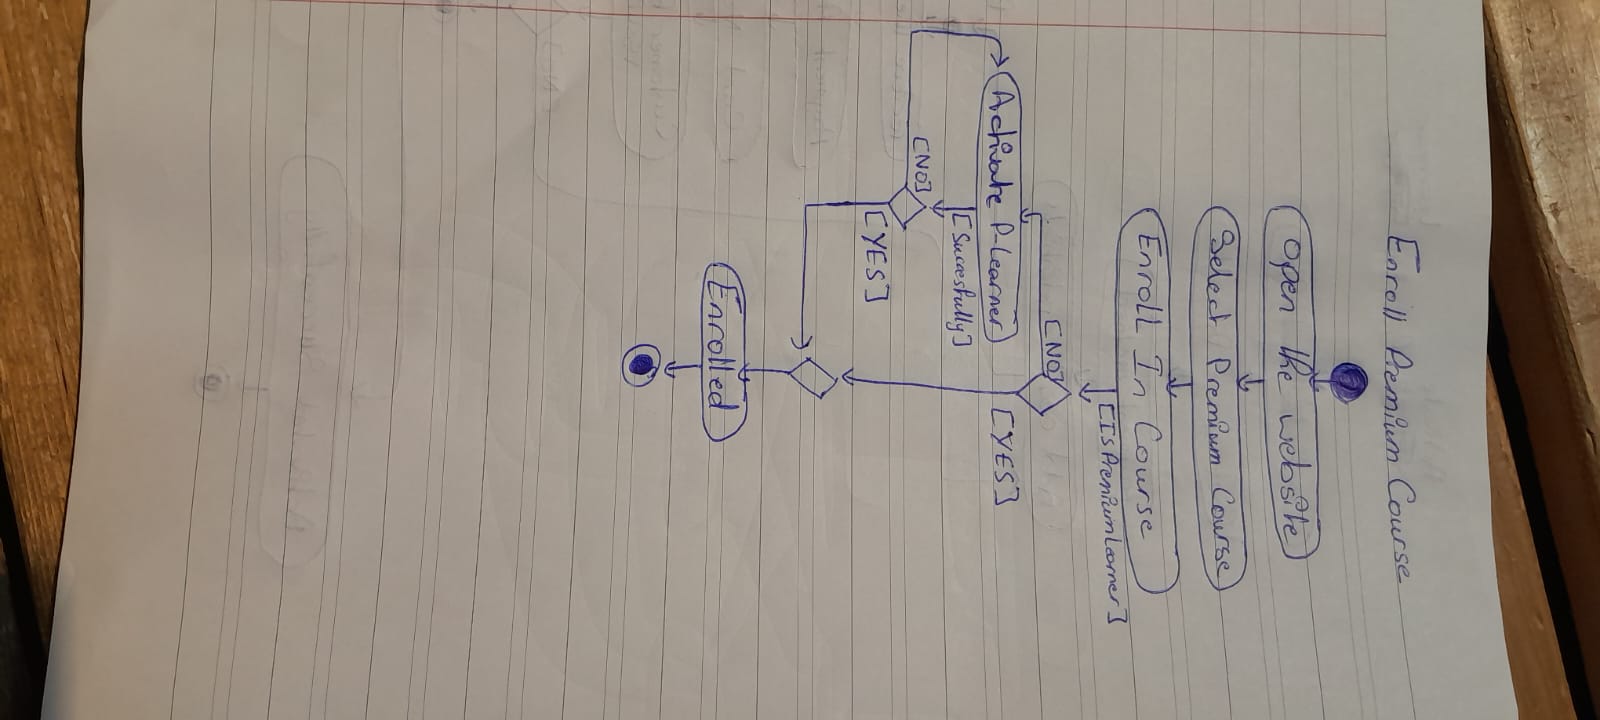 Enroll Premium Course
Open the website
Select Premium Course
Enroll In Course
[IsPremiumLearner]
[NO]
[YES]
Activate P-Learner
[Succesfully]
[NO]
[YES]
Enrolled